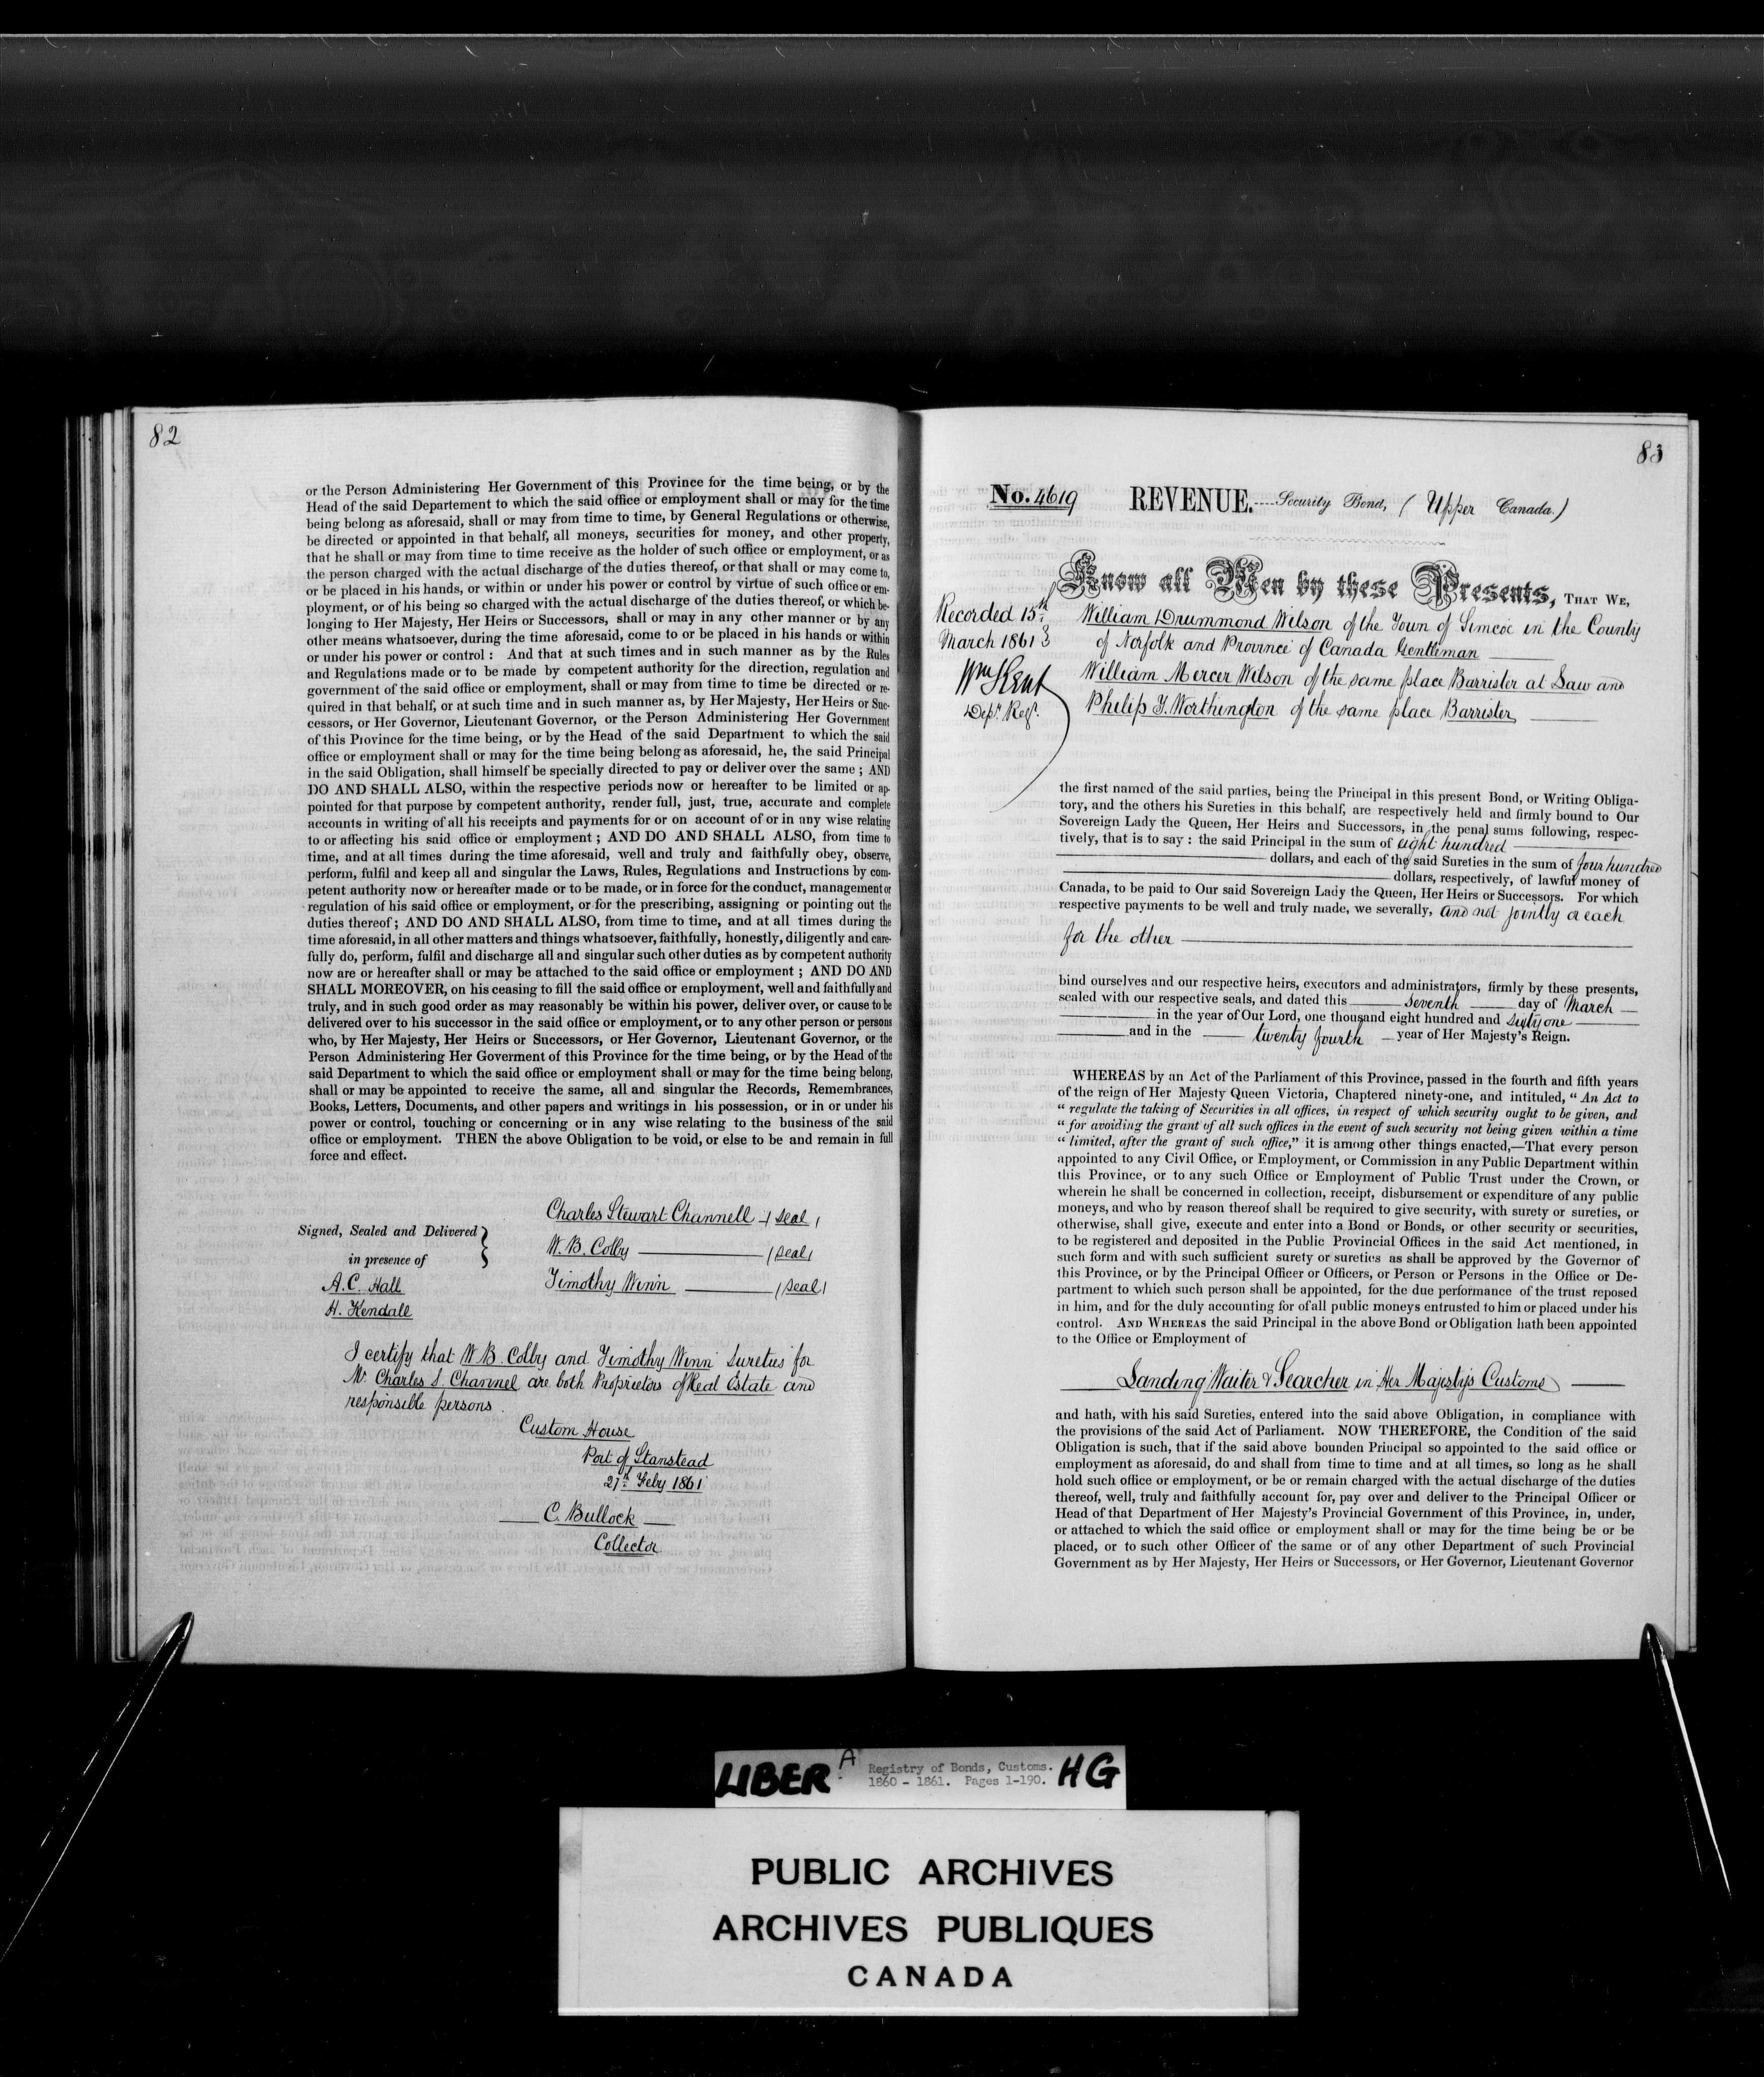 82
or the Person Administering Her Government of this Province for the time being, or by the
Head of the said Departement to which the said office or employment shall or may for the time
being belong as aforesaid, shall or may from time to time, by General Regulations or otherwise,
be directed or appointed in that behalf, all moneys, securities for money, and other property,
that he shall or may from time to time receive as the holder of such office or employment, or as
the person charged with the actual discharge of the duties thereof, or that shall or may come to,
or be placed in his hands, or within or under his power or control by virtue of such office or em-
ployment, or of his being so charged with the actual discharge of the duties thereof, or which be-
longing to Her Majesty, Her Heirs or Successors, shall or may in any other manner or by any
other means whatsoever, during the time aforesaid, come to or be placed in his hands or within
or under his power or control : And that at such times and in such manner as by the Rules
and Regulations made or to be made by competent authority for the direction, regulation and
government of the said office or employment, shall or may from time to time be directed or re-
quired in that behalf, or at such time and in such manner as, by Her Majesty, Her Heirs or Suc-
cessors, or Her Governor, Lieutenant Governor, or the Person Administering Her Government
of this Province for the time being, or by the Head of the said Department to which the said
office or employment shall or may for the time being belong as aforesaid, he, the said Principal
in the said Obligation, shall himself be specially directed to pay or deliver over the same ; AND
DO AND SHALL ALSO, within the respective periods now or hereafter to be limited or ap-
pointed for that purpose by competent authority, render full, just, true, accurate and complete
accounts in writing of all his receipts and payments for or on account of or in any wise relating
to or affecting his said office or employment ; AND DO AND SHALL ALSO, from time to
time, and at all times during the time aforesaid, well and truly and faithfully obey, observe,
perform, fulfil and keep all and singular the Laws, Rules, Regulations and Instructions by com-
petent authority now or hereafter made or to be made, or in force for the conduct, management or
regulation of his said office or employment, or for the prescribing, assigning or pointing out the
duties thereof ; AND DO AND SHALL ALSO, from time to time, and at all times during the
time aforesaid, in all other matters and things whatsoever, faithfully, honestly, diligently and care-
fully do, perform, fulfil and discharge all and singular such other duties as by competent authority
now are or hereafter shall or may be attached to the said office or employment ; AND DO AND
SHALL MOREOVER, on his ceasing to fill the said office or employment, well and faithfully and
truly, and in such good order as may reasonably be within his power, deliver over, or cause to be
delivered over to his successor in the said office or employment, or to any other person or persons
who, by Her Majesty, Her Heirs or Successors, or Her Governor, Lieutenant Governor, or the
Person Administering Her Goverment of this Province for the time being, or by the Head of the
said Department to which the said office or employment shall or may for the time being belong,
shall or may be appointed to receive the same, all and singular the Records, Remembrances,
Books, Letters, Documents, and other papers and writings in his possession, or in or under his
power or control, touching or concerning or in any wise relating to the business of the said
office or employment. THEN the above Obligation to be void, or else to be and remain in full
force and effect.
Signed, Sealed and Delivered
in presence of
A. C. Hall
H. Kendall
Charles Stewart Channell (Seal)
W. B. Colby (Seal)
Timothy Winn (Seal)
I certify that W. B. Colby and Timothy Winn Sureties for
Mr. Charles S. Channel are both Proprietors of Real Estate and
responsible persons.
Custom House
Port of Stanstead
27th Feby 1861
C. Bullock
Collector
83
No. 4619 REVENUE.----Security Bond, (Upper Canada.)
Know all Men by these Presents, THAT WE,
Recorded 15th
March 1861
Wm Kent
Depy. Regr.
William Drummond Wilson of the Town of Simcoe in the County
of Norfolk and Province of Canada Gentleman
William Mercer Wilson of the same place Barrister at Law and
Philip Y. Worthington of the same place Barrister
the first named of the said parties, being the Principal in this present Bond, or Writing Obliga-
tory, and the others his Sureties in this behalf, are respectively held and firmly bound to Our
Sovereign Lady the Queen, Her Heirs and Successors, in the penal sums following, respec-
tively, that is to say : the said Principal in the sum of eight hundred
dollars, and each of the said Sureties in the sum of four hundred
dollars, respectively, of lawful money of
Canada, to be paid to Our said Sovereign Lady the Queen, Her Heirs or Successors. For which
respective payments to be well and truly made, we severally, and not jointly or each
for the other
bind ourselves and our respective heirs, executors and administrators, firmly by these presents,
sealed with our respective seals, and dated this seventh day of March
in the year of Our Lord, one thousand eight hundred and sixty one
and in the twenty fourth year of Her Majesty's Reign.
WHEREAS by an Act of the Parliament of this Province, passed in the fourth and fifth years
of the reign of Her Majesty Queen Victoria, Chaptered ninety-one, and intituled, " An Act to
" regulate the taking of Securities in all offices, in respect of which security ought to be given, and
" for avoiding the grant of all such offices in the event of such security not being given within a time
" limited, after the grant of such office," it is among other things enacted,—That every person
appointed to any Civil Office, or Employment, or Commission in any Public Department within
this Province, or to any such Office or Employment of Public Trust under the Crown, or
wherein he shall be concerned in collection, receipt, disbursement or expenditure of any public
moneys, and who by reason thereof shall be required to give security, with surety or sureties, or
otherwise, shall give, execute and enter into a Bond or Bonds, or other security or securities,
to be registered and deposited in the Public Provincial Offices in the said Act mentioned, in
such form and with such sufficient surety or sureties as shall be approved by the Governor of
this Province, or by the Principal Officer or Officers, or Person or Persons in the Office or De-
partment to which such person shall be appointed, for the due performance of the trust reposed
in him, and for the duly accounting for of all public moneys entrusted to him or placed under his
control. AND WHEREAS the said Principal in the above Bond or Obligation hath been appointed
to the Office or Employment of
Landing Waiter & Searcher in Her Majesty's Customs
and hath, with his said Sureties, entered into the said above Obligation, in compliance with
the provisions of the said Act of Parliament. NOW THEREFORE, the Condition of the said
Obligation is such, that if the said above bounden Principal so appointed to the said office or
employment as aforesaid, do and shall from time to time and at all times, so long as he shall
hold such office or employment, or be or remain charged with the actual discharge of the duties
thereof, well, truly and faithfully account for, pay over and deliver to the Principal Officer or
Head of that Department of Her Majesty's Provincial Government of this Province, in, under,
or attached to which the said office or employment shall or may for the time being be or be
placed, or to such other Officer of the same or of any other Department of such Provincial
Government as by Her Majesty, Her Heirs or Successors, or Her Governor, Lieutenant Governor
LIBER A Registry of Bonds, Customs. HG
1860 - 1861. Pages 1-190.
PUBLIC ARCHIVES
ARCHIVES PUBLIQUES
CANADA